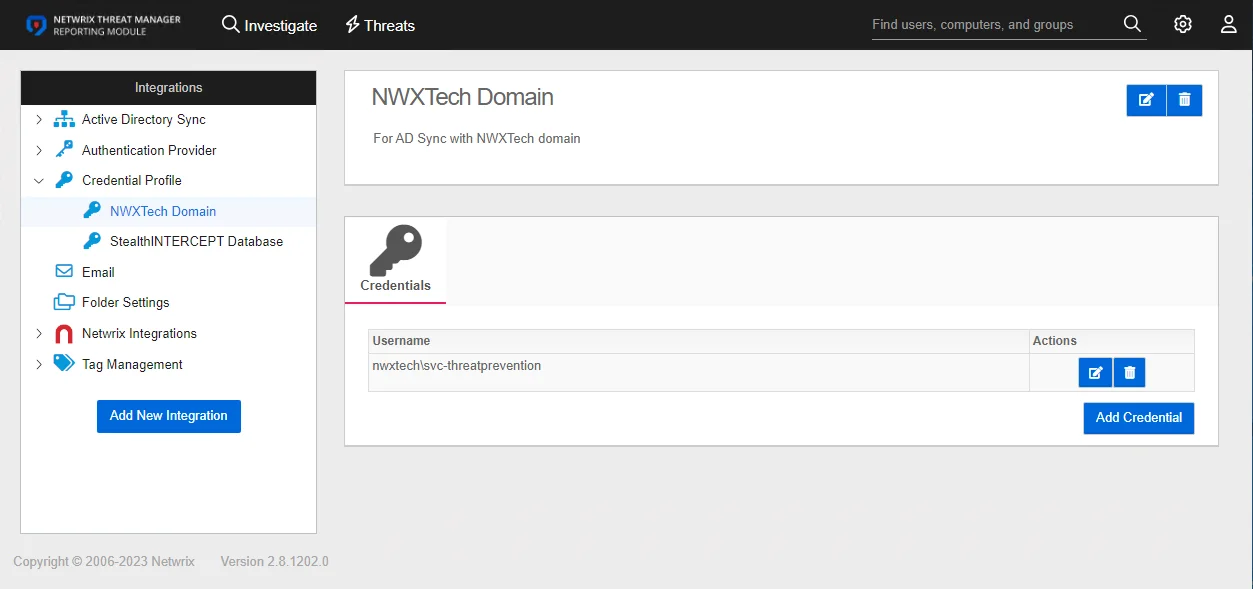 NETWRIX THREAT MANAGER
REPORTING MODULE
Investigate
Threats
Find users, computers, and groups
Integrations
Active Directory Sync
Authentication Provider
Credential Profile
NWXTech Domain
StealthINTERCEPT Database
Email
Folder Settings
Netwrix Integrations
Tag Management
Add New Integration
NWXTech Domain
For AD Sync with NWXTech domain
Credentials
Username Actions
nwxtech\svc-threatprevention
Add Credential
Copyright © 2006-2023 Netwrix Version 2.8.1202.0